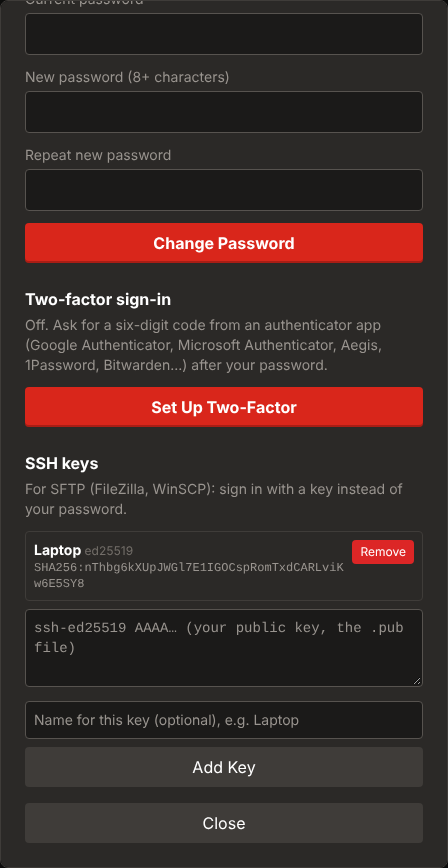 Current password
New password (8+ characters)
Repeat new password
Change Password
Two-factor sign-in
Off. Ask for a six-digit code from an authenticator app
(Google Authenticator, Microsoft Authenticator, Aegis,
1Password, Bitwarden...) after your password.
Set Up Two-Factor
SSH keys
For SFTP (FileZilla, WinSCP): sign in with a key instead of
your password.
Laptop ed25519
Remove
SHA256:nThbg6kXUpJWGl7E1IGOCspRomTxdCARLviK
w6E5SY8
ssh-ed25519 AAAA… (your public key, the .pub
file)
Name for this key (optional), e.g. Laptop
Add Key
Close